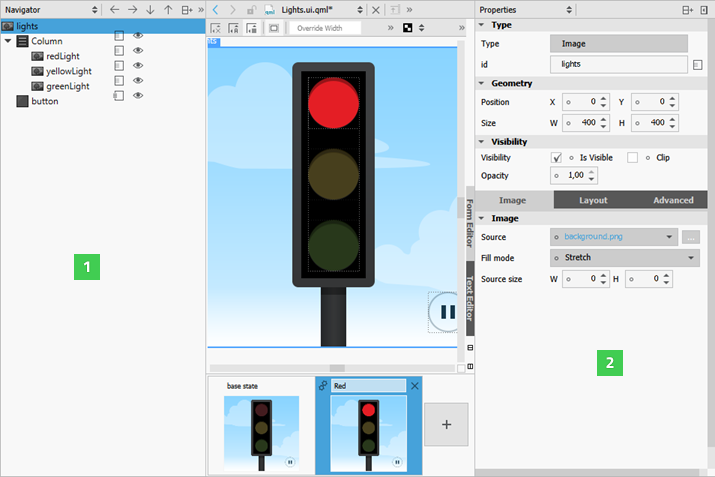 Navigator
Lights.ui.qml*
Properties
lights
Column
redLight
yellowLight
greenLight
button
1
Override Width
Form Editor
Text Editor
base state
Red
+
Type
Type Image
id lights
Geometry
Position X 0 Y 0
Size W 400 H 400
Visibility
Visibility Is Visible Clip
Opacity 1,00
Image Layout Advanced
Image
Source background.png ...
Fill mode Stretch
Source size W 0 H 0
2